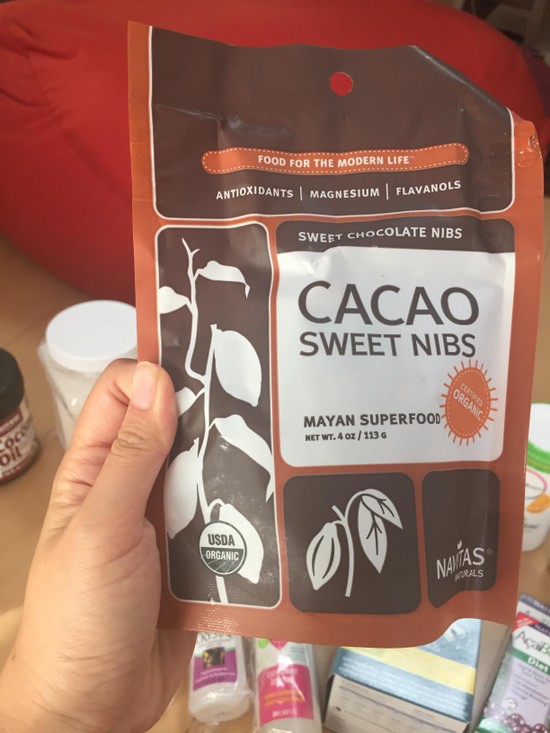 FOOD FOR THE MODERN LIFE™
ANTIOXIDANTS | MAGNESIUM | FLAVANOLS
SWEET CHOCOLATE NIBS
CACAO
SWEET NIBS
CERTIFIED
ORGANIC
MAYAN SUPERFOOD
NET WT. 4 OZ / 113 G
USDA
ORGANIC
NAVITAS®
NATURALS
Diet